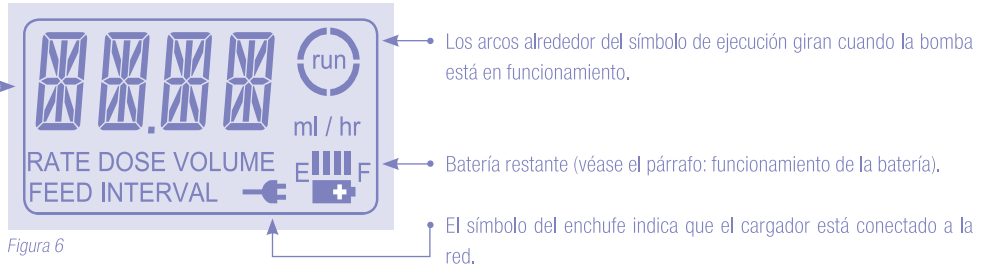 run
Los arcos alrededor del símbolo de ejecución giran cuando la bomba
está en funcionamiento.
ml / hr
RATE DOSE VOLUME
E F
Batería restante (véase el párrafo: funcionamiento de la batería).
FEED INTERVAL
El símbolo del enchufe indica que el cargador está conectado a la
red.
Figura 6